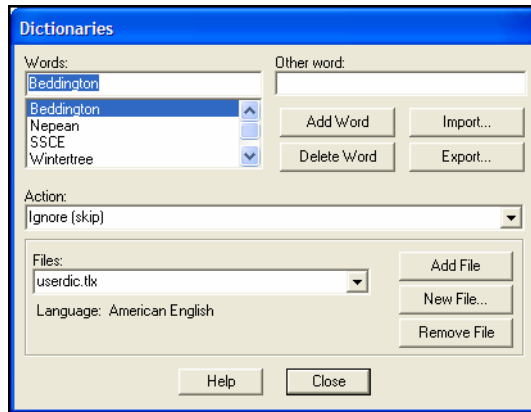 Dictionaries
Words:
Other word:
Beddington
Beddington
Nepean
SSCE
Wintertree
Add Word
Import...
Delete Word
Export...
Action:
Ignore (skip)
Files:
userdic.tlx
Language: American English
Add File
New File...
Remove File
Help
Close